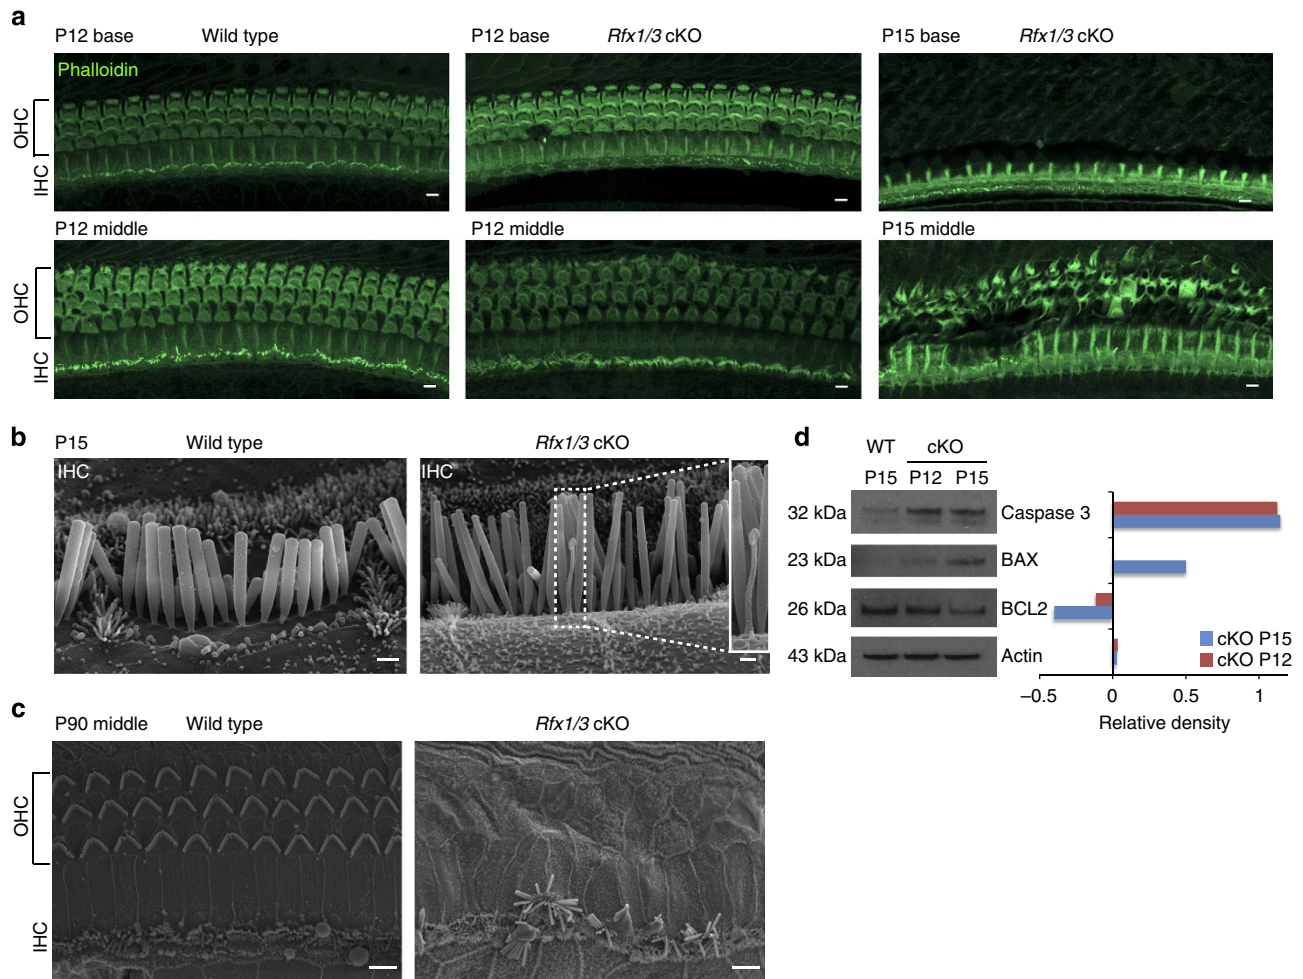 a
P12 base Wild type
P12 base Rfx1/3 cKO
P15 base Rfx1/3 cKO
Phalloidin
OHC
IHC
P12 middle
P12 middle
P15 middle
OHC
IHC
b
P15 Wild type
Rfx1/3 cKO
IHC
IHC
d
WT cKO
P15 P12 P15
32 kDa Caspase 3
23 kDa BAX
26 kDa BCL2
43 kDa Actin
cKO P15
cKO P12
–0.5 0 0.5 1
Relative density
c
P90 middle Wild type
Rfx1/3 cKO
OHC
IHC